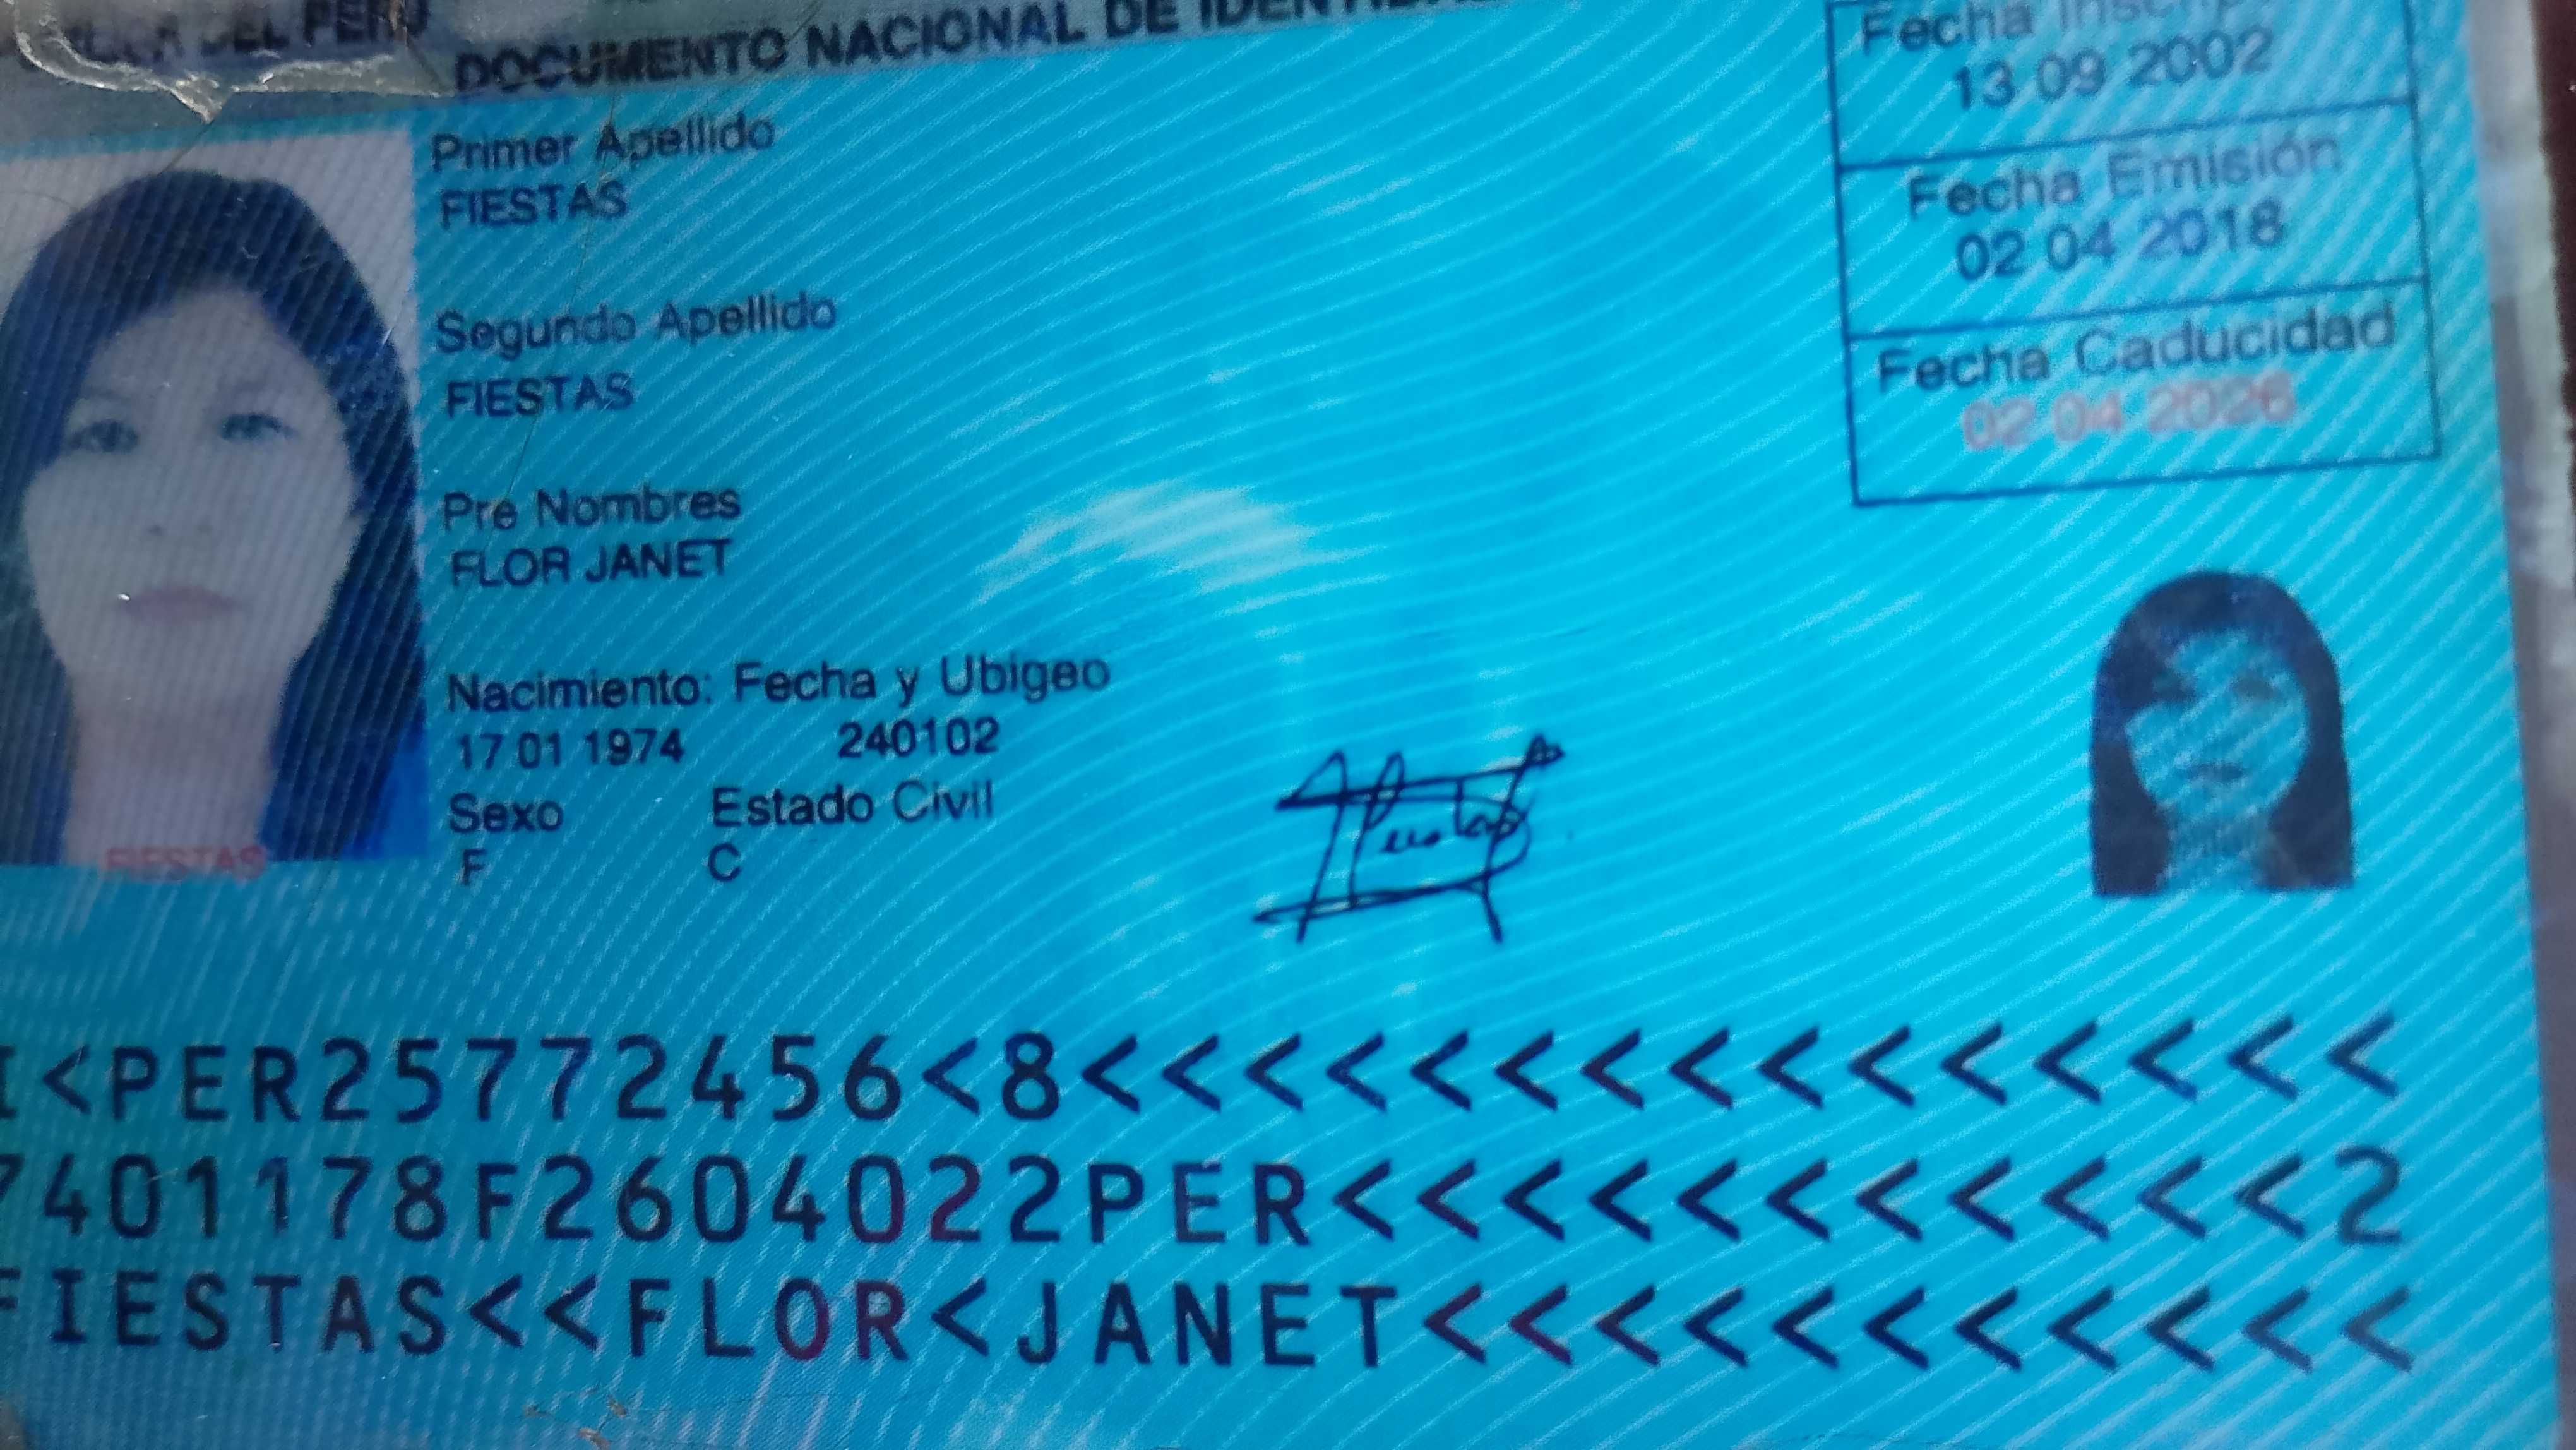 DEL PERÚ
DOCUMENTO NACIONAL DE
Fecha
13 09 2002
Primer Apellido
FIESTAS
Fecha Emisión
02 04 2018
Segundo Apellido
FIESTAS
Fecha Caducidad
02 04 2026
Pre Nombres
FLOR JANET
Nacimiento: Fecha y Ubigeo
17 01 1974 240102
Sexo Estado Civil
F C
FIESTAS
I<PER25772456<8<<<<<<<<<<<<<<<
7401178F2604022PER<<<<<<<<<<<2
FIESTAS<<FLOR<JANET<<<<<<<<<<<